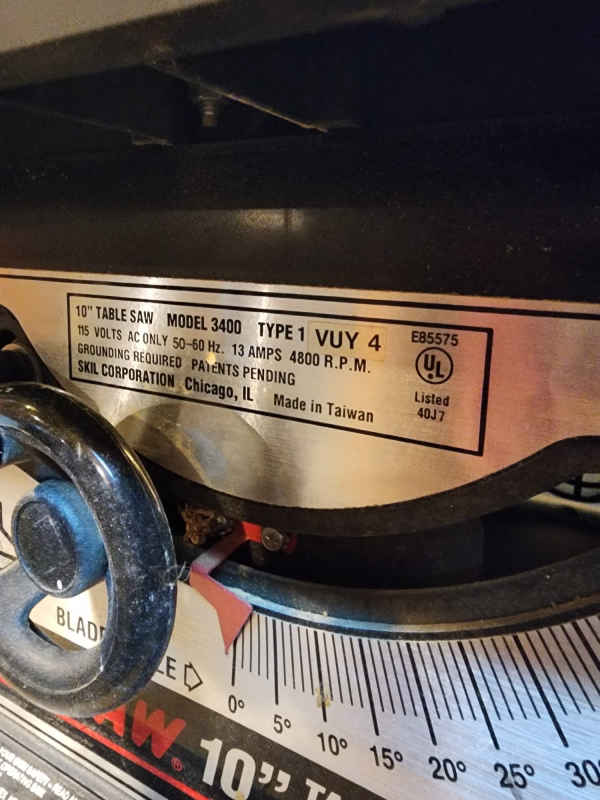 10" TABLE SAW MODEL 3400 TYPE 1 VUY 4
115 VOLTS AC ONLY 50-60 Hz. 13 AMPS 4800 R.P.M.
GROUNDING REQUIRED PATENTS PENDING
SKIL CORPORATION Chicago, IL Made in Taiwan
E85575
UL
Listed
40J7
0° 5° 10° 15° 20° 25° 30
10"